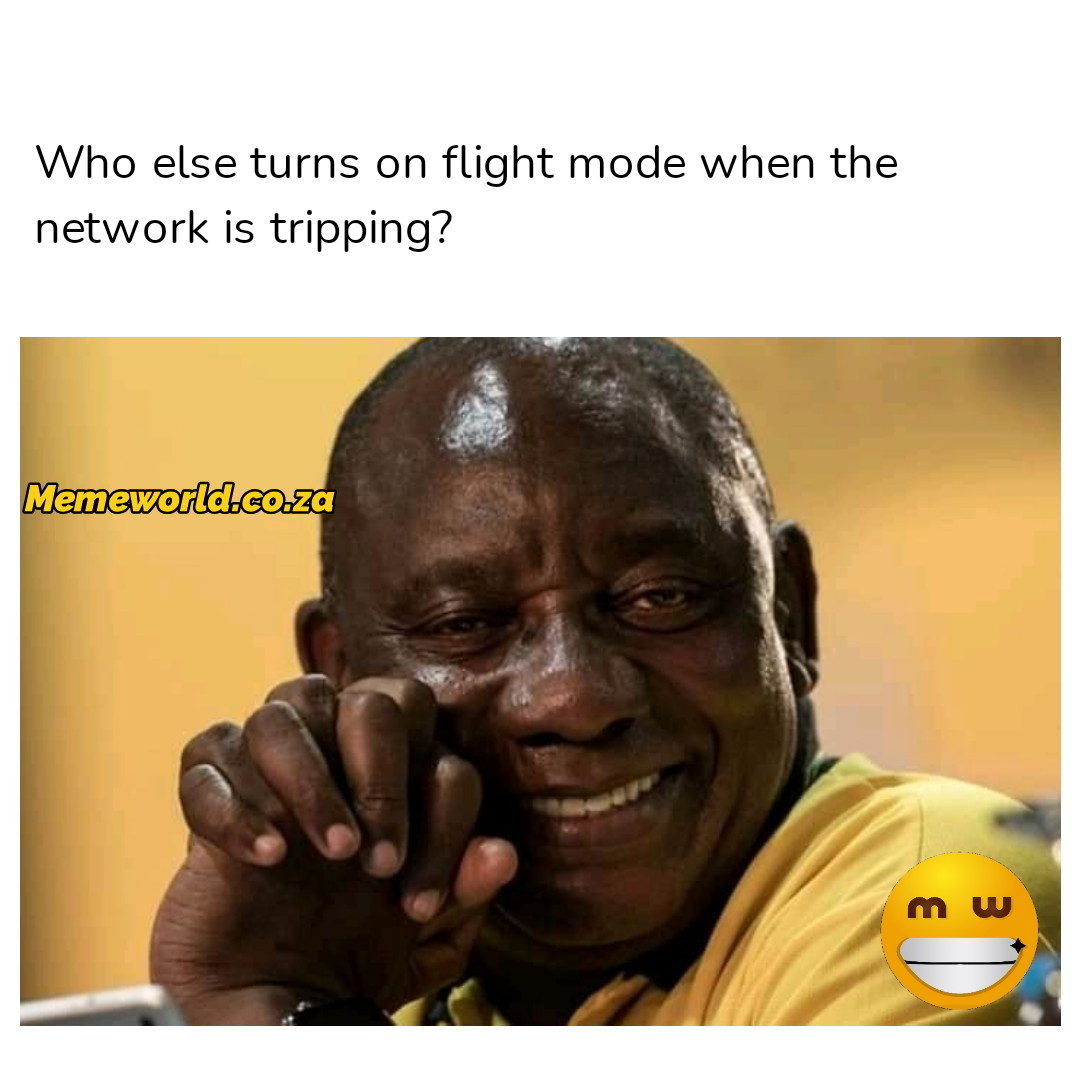 Who else turns on flight mode when the
network is tripping?
Memeworld.co.za
m w